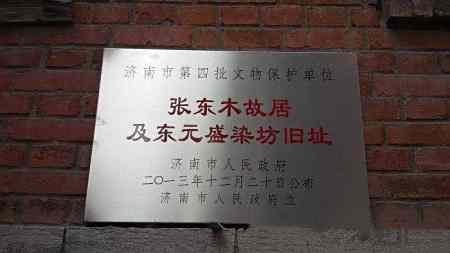 济南市第四批文物保护单位
张东木故居
及东元盛染坊旧址
济南市人民政府
二〇一三年十二月二十日公布
济南市人民政府立